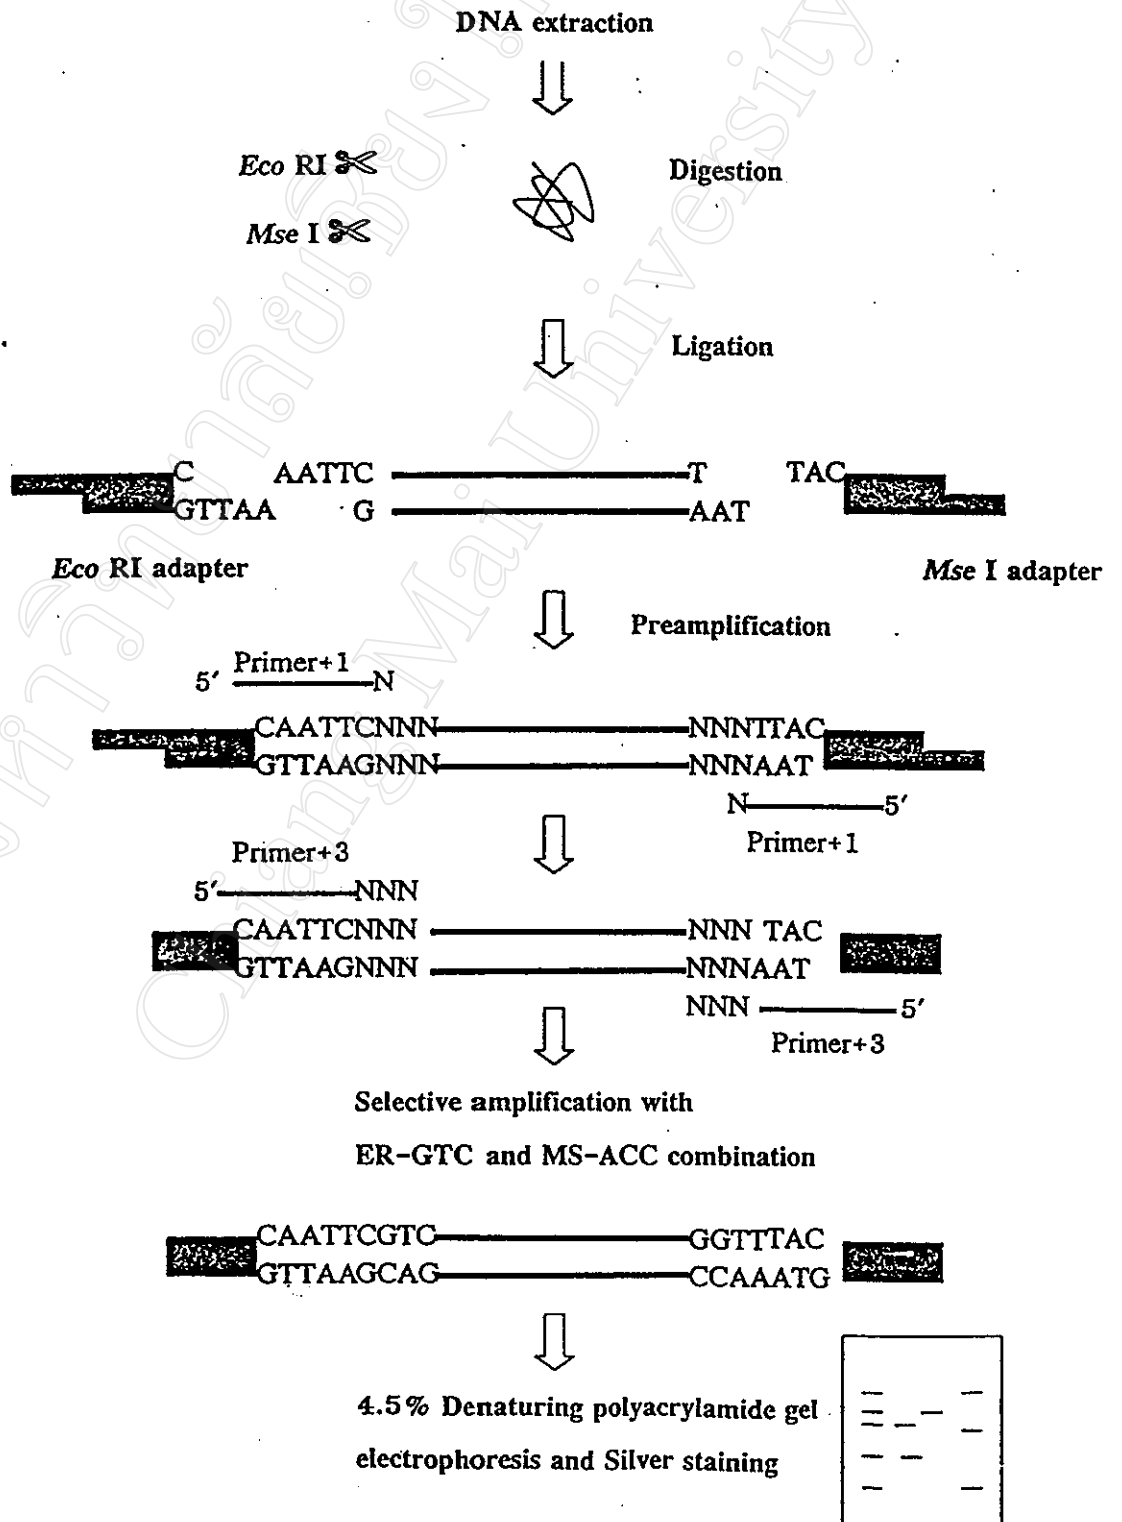 DNA extraction
Eco RI
Digestion
Mse I
Ligation
C AATTC T TAC
GTTAA G AAT
Eco RI adapter Mse I adapter
Preamplification
Primer+1
5′ N
CAATTCNNN NNNTTAC
GTTAAGNNN NNNAAT
N 5′
Primer+1
Primer+3
5′ NNN
CAATTCNNN NNN TAC
GTTAAGNNN NNNAAT
NNN 5′
Primer+3
Selective amplification with
ER-GTC and MS-ACC combination
CAATTCGTC GGTTTAC
GTTAAGCAG CCAAATG
4.5% Denaturing polyacrylamide gel
electrophoresis and Silver staining
Chiang Mai University